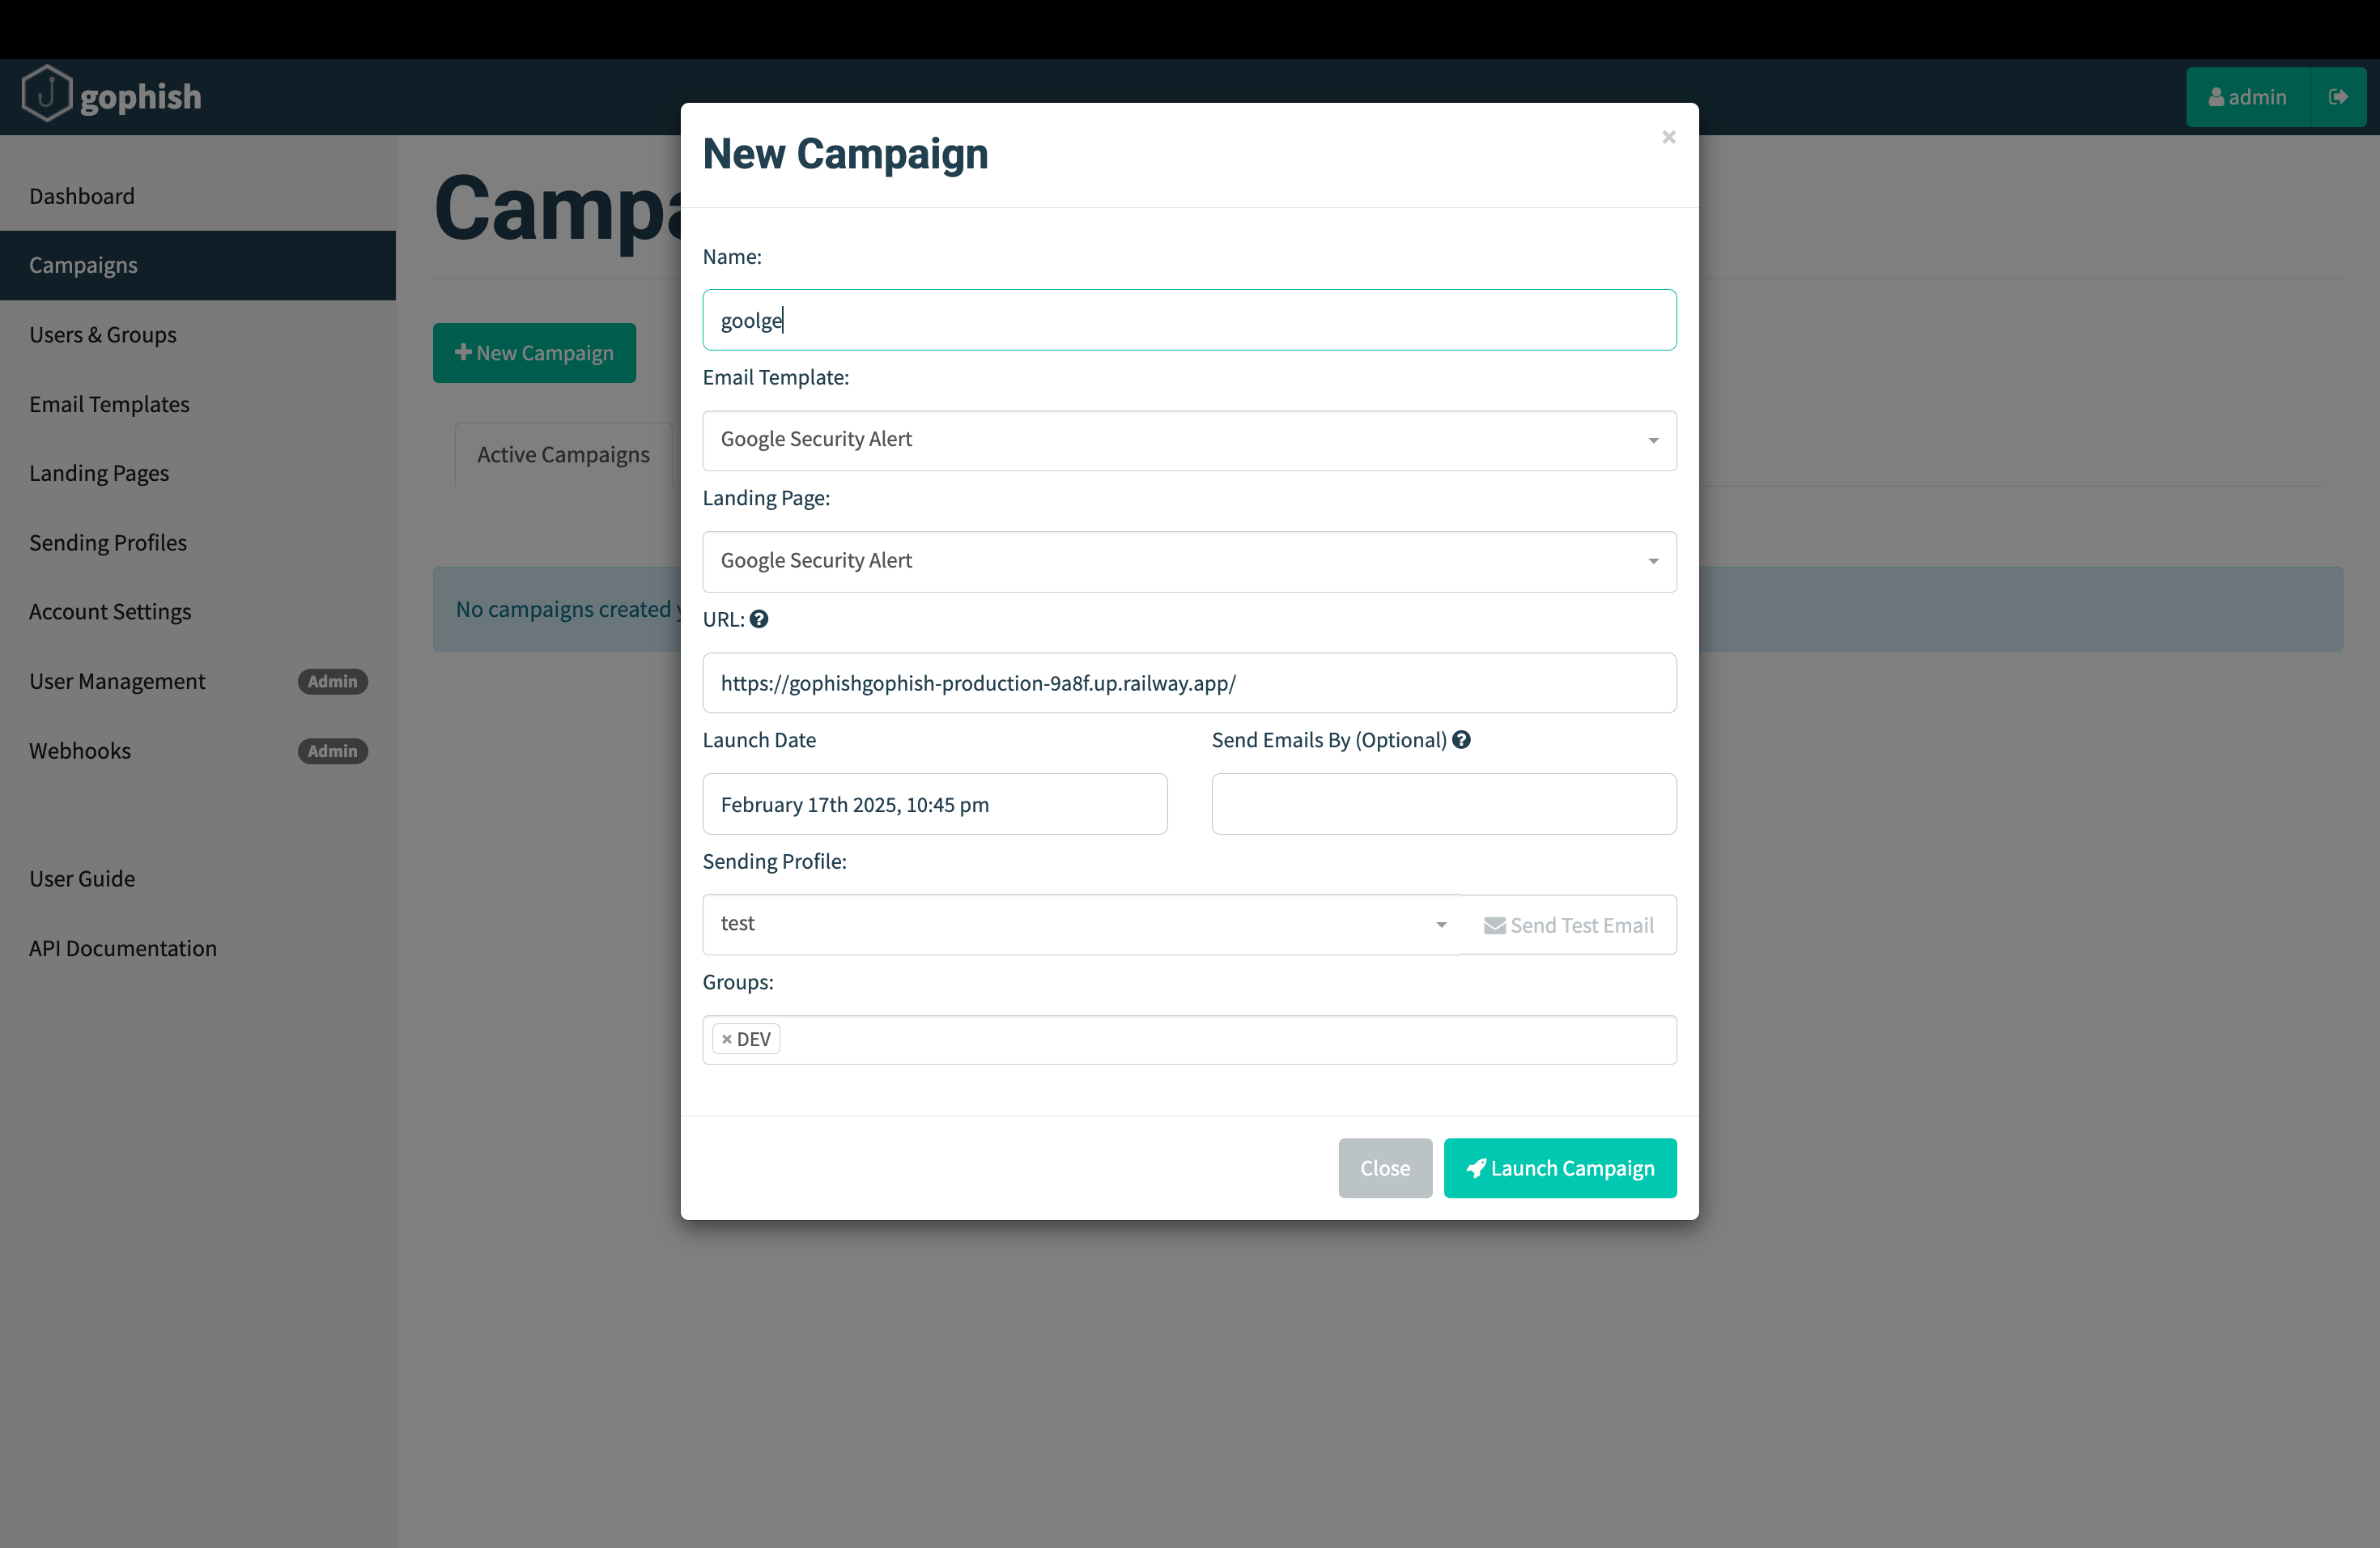 gophish
admin
Dashboard
Campaigns
Users & Groups
Email Templates
Landing Pages
Sending Profiles
Account Settings
User Management Admin
Webhooks Admin
User Guide
API Documentation
New Campaign
Active Campaigns
No campaigns created
New Campaign
×
Name:
goolge
Email Template:
Google Security Alert
Landing Page:
Google Security Alert
URL: ?
https://gophishgophish-production-9a8f.up.railway.app/
Launch Date
February 17th 2025, 10:45 pm
Send Emails By (Optional) ?
Sending Profile:
test
Send Test Email
Groups:
× DEV
Close
Launch Campaign